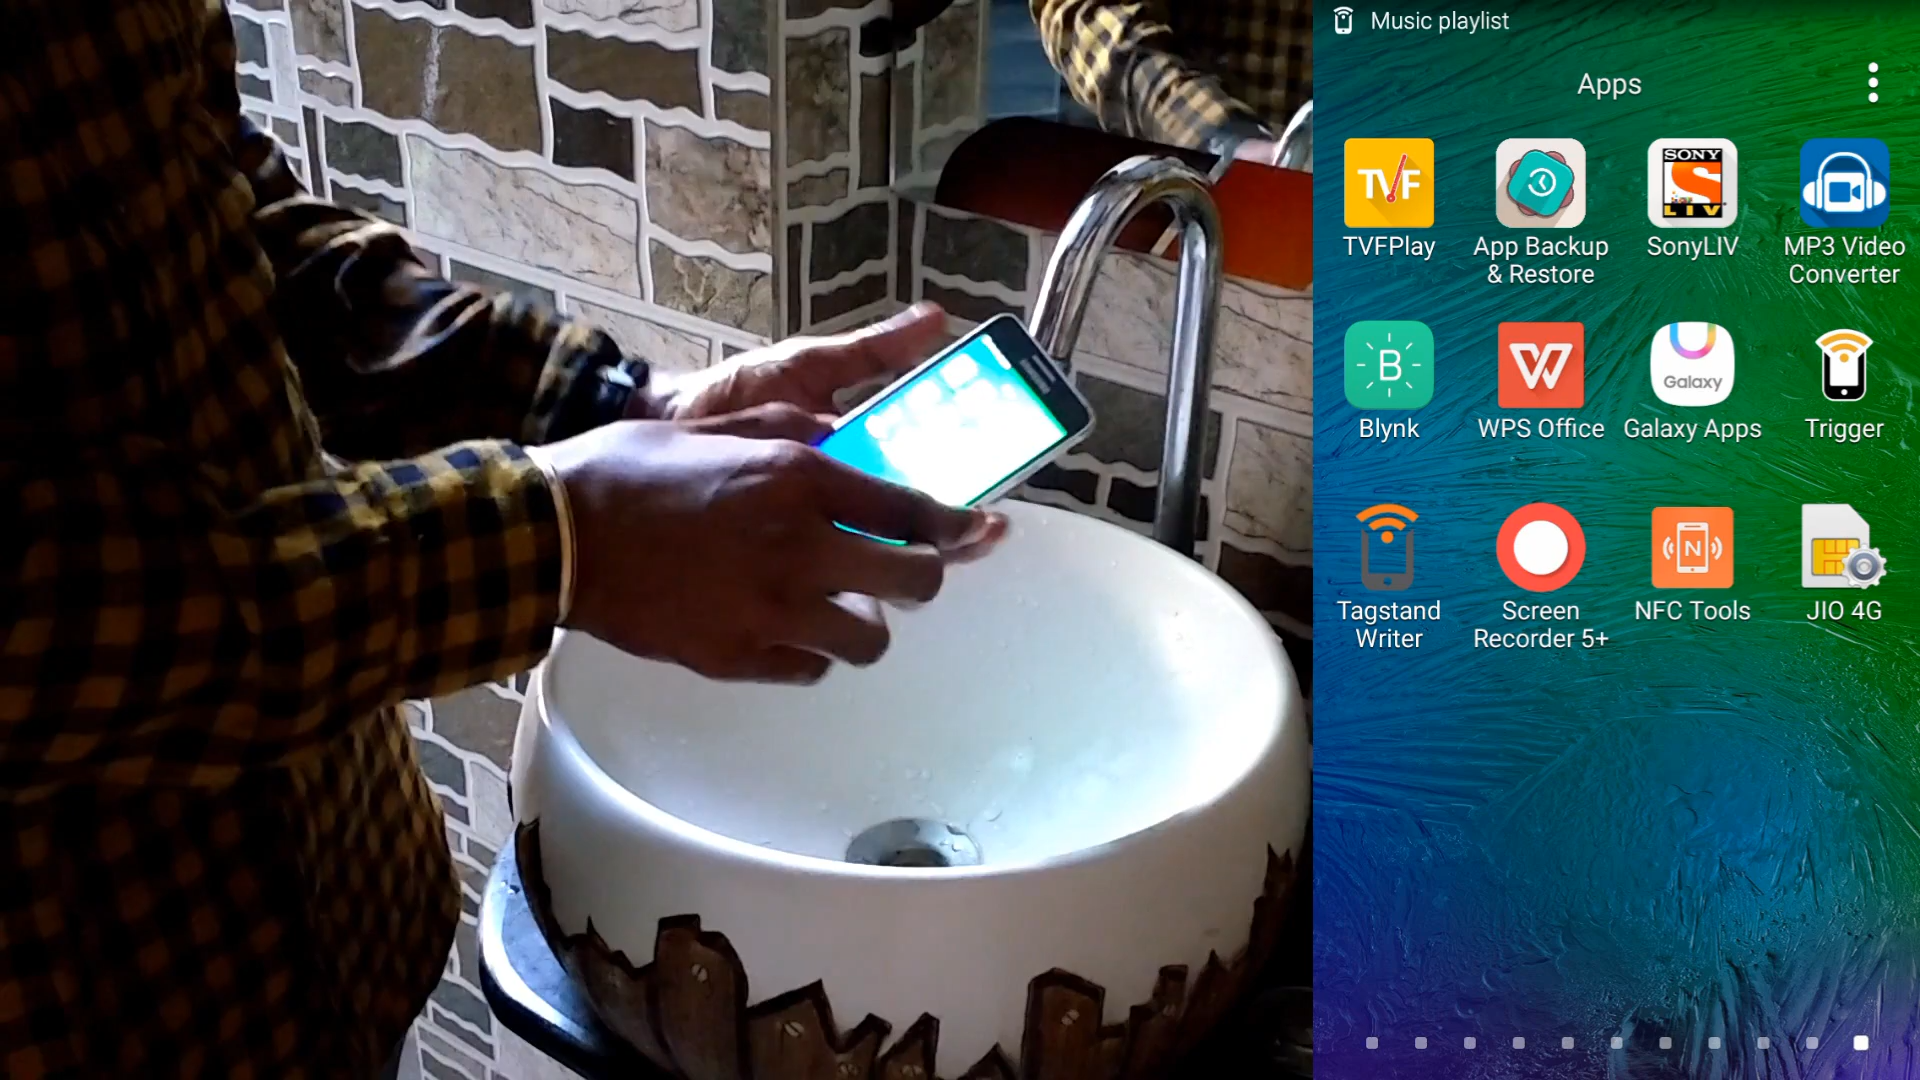 Music playlist
Apps
TVF
SONY
LIV
TVFPlay
App Backup
& Restore
SonyLIV
MP3 Video
Converter
B
W
Galaxy
Blynk
WPS Office
Galaxy Apps
Trigger
N
Tagstand
Writer
Screen
Recorder 5+
NFC Tools
JIO 4G